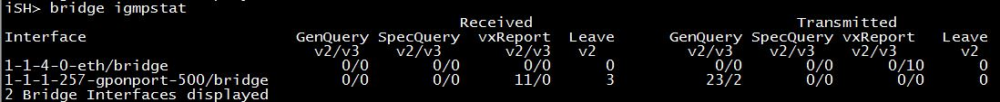 iSH> bridge igmpstat
Received Transmitted
Interface GenQuery SpecQuery vxReport Leave GenQuery SpecQuery vxReport Leave
v2/v3 v2/v3 v2/v3 v2 v2/v3 v2/v3 v2/v3 v2
1-1-4-0-eth/bridge 0/0 0/0 0/0 0 0/0 0/0 0/10 0
1-1-1-257-gponport-500/bridge 0/0 0/0 11/0 3 23/2 0/0 0/0 0
2 Bridge Interfaces displayed